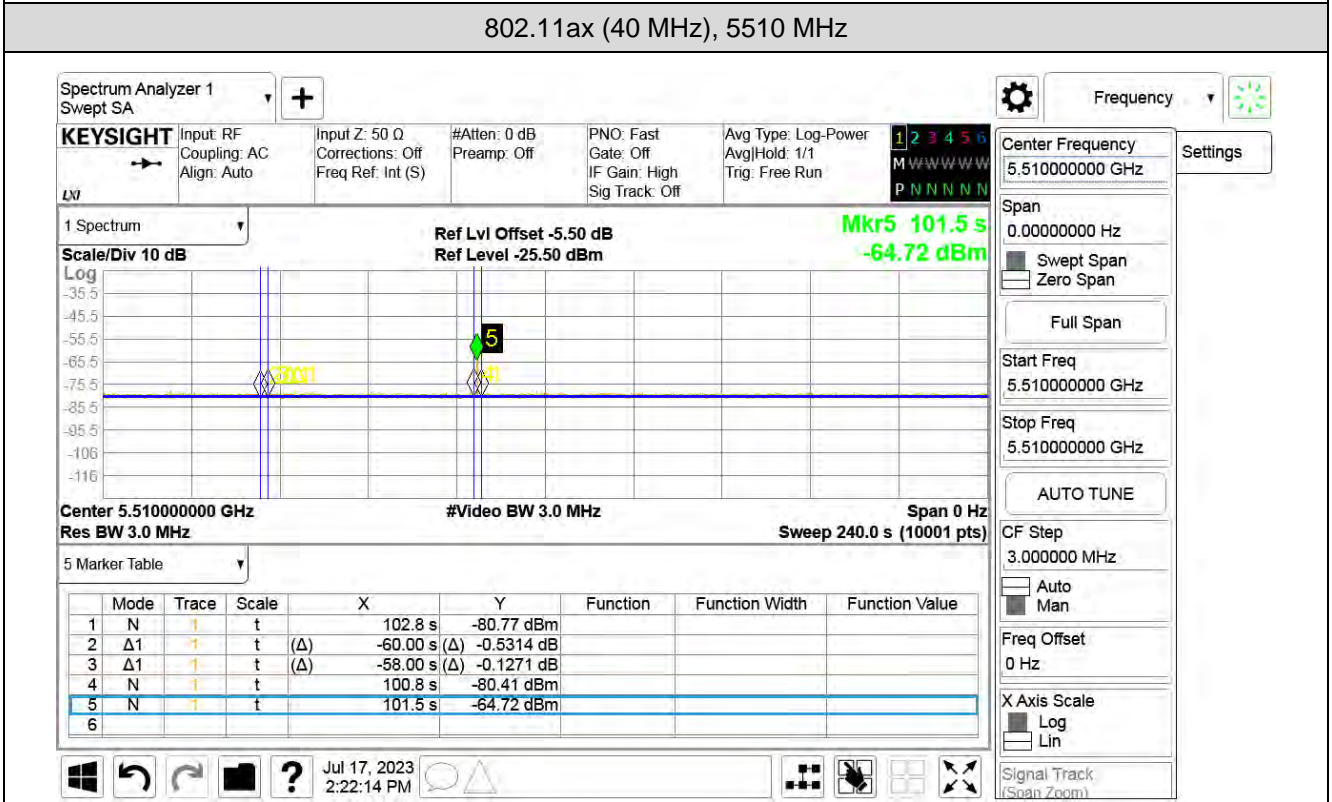 802.11ax (40 MHz), 5510 MHz
Spectrum Analyzer 1
Swept SA
+
Frequency
KEYSIGHT
LXI
Input: RF
Coupling: AC
Align: Auto
Input Z: 50 Ω
Corrections: Off
Freq Ref: Int (S)
#Atten: 0 dB
Preamp: Off
PNO: Fast
Gate: Off
IF Gain: High
Sig Track: Off
Avg Type: Log-Power
Avg|Hold: 1/1
Trig: Free Run
1 2 3 4 5 6
M W W W W W
P N N N N N
1 Spectrum
Scale/Div 10 dB
Ref Lvl Offset -5.50 dB
Ref Level -25.50 dBm
Mkr5 101.5 s
-64.72 dBm
Log
-35.5
-45.5
-55.5
-65.5
-75.5
-85.5
-95.5
-106
-116
5
Center 5.510000000 GHz
#Video BW 3.0 MHz
Span 0 Hz
Res BW 3.0 MHz
Sweep 240.0 s (10001 pts)
5 Marker Table
Mode Trace Scale X Y Function Function Width Function Value
1 N 1 t 102.8 s -80.77 dBm
2 Δ1 1 t (Δ) -60.00 s (Δ) -0.5314 dB
3 Δ1 1 t (Δ) -58.00 s (Δ) -0.1271 dB
4 N 1 t 100.8 s -80.41 dBm
5 N 1 t 101.5 s -64.72 dBm
6
?
Jul 17, 2023
2:22:14 PM
Center Frequency
5.510000000 GHz
Settings
Span
0.00000000 Hz
Swept Span
Zero Span
Full Span
Start Freq
5.510000000 GHz
Stop Freq
5.510000000 GHz
AUTO TUNE
CF Step
3.000000 MHz
Auto
Man
Freq Offset
0 Hz
X Axis Scale
Log
Lin
Signal Track
(Span Zoom)